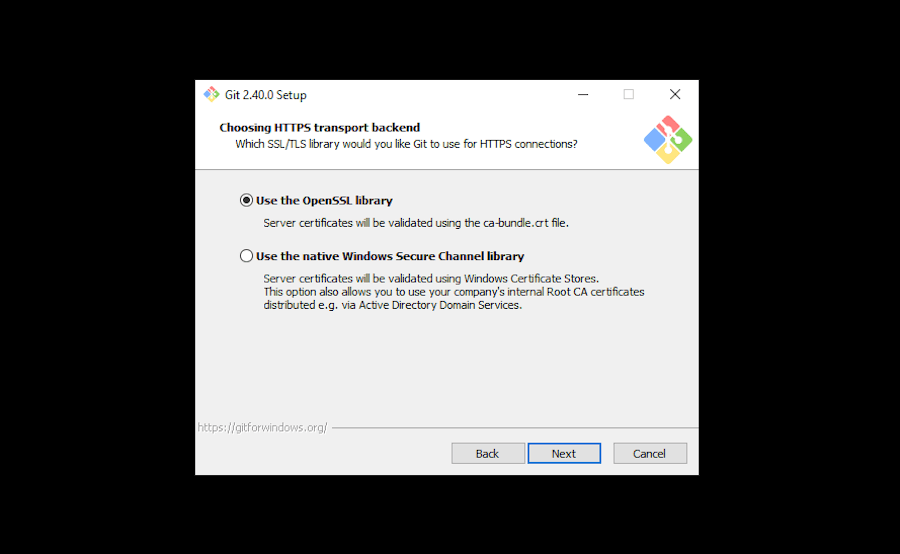 Git 2.40.0 Setup
Choosing HTTPS transport backend
Which SSL/TLS library would you like Git to use for HTTPS connections?
Use the OpenSSL library
Server certificates will be validated using the ca-bundle.crt file.
Use the native Windows Secure Channel library
Server certificates will be validated using Windows Certificate Stores.
This option also allows you to use your company's internal Root CA certificates
distributed e.g. via Active Directory Domain Services.
https://gitforwindows.org/
Back Next Cancel